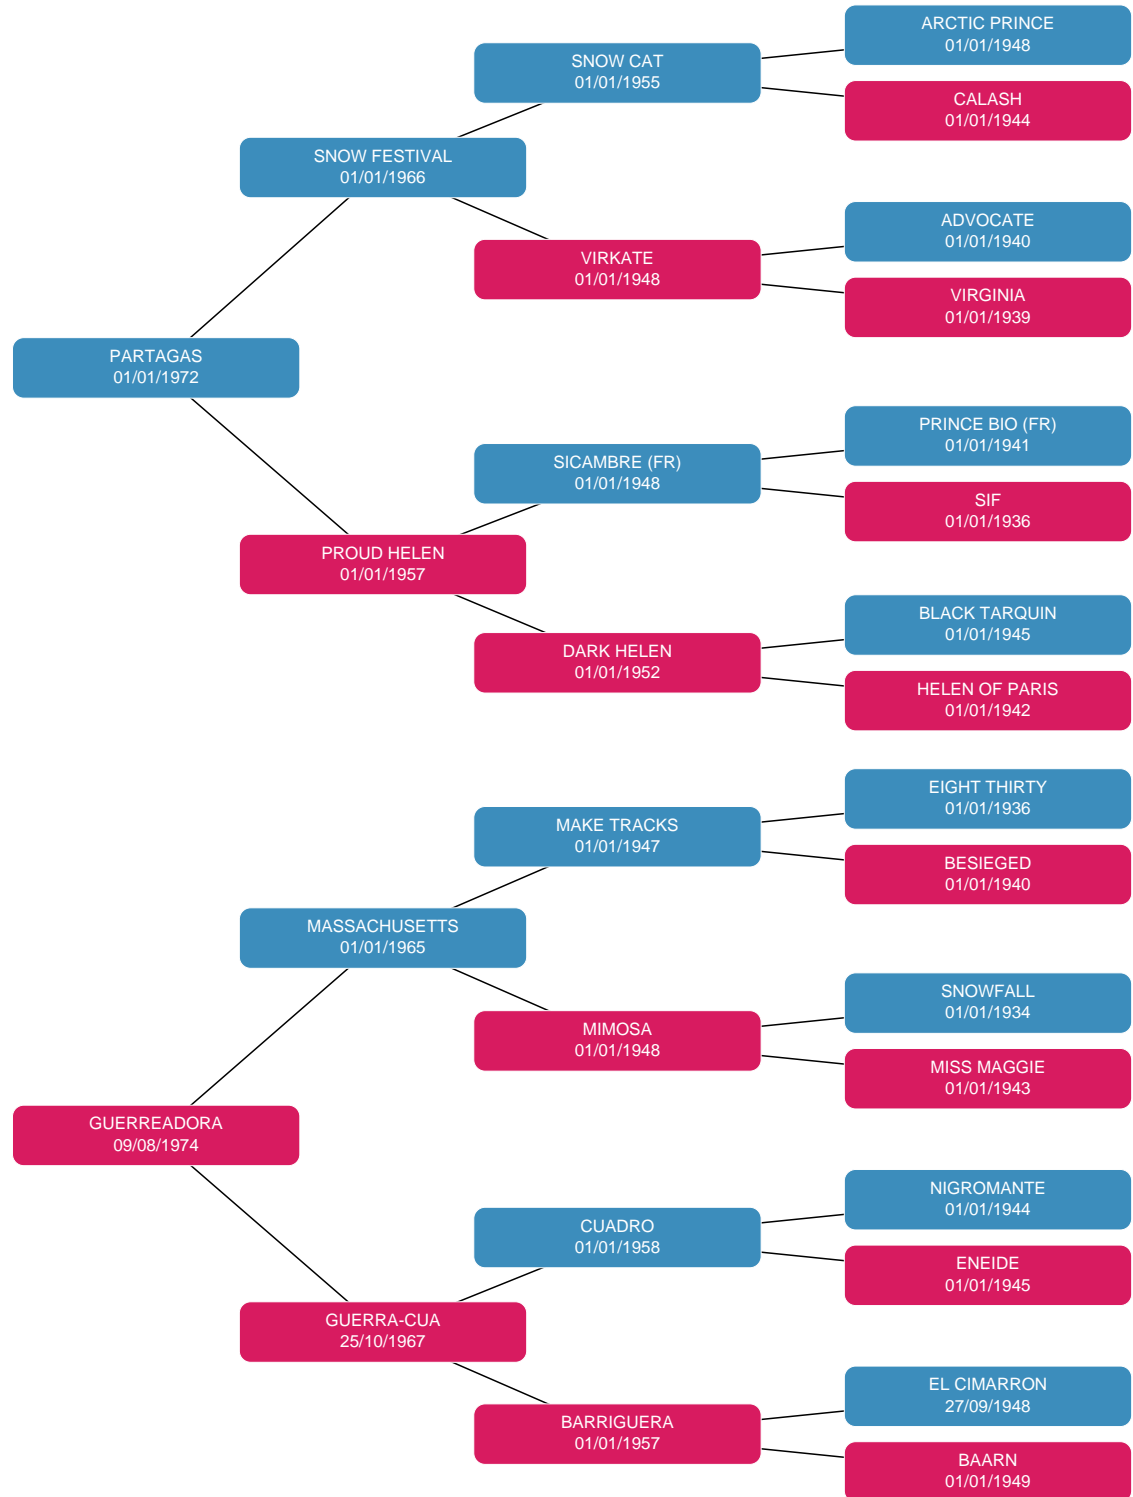 ARCTIC PRINCE
01/01/1948
SNOW CAT
01/01/1955
CALASH
01/01/1944
SNOW FESTIVAL
01/01/1966
ADVOCATE
01/01/1940
VIRKATE
01/01/1948
VIRGINIA
01/01/1939
PARTAGAS
01/01/1972
PRINCE BIO (FR)
01/01/1941
SICAMBRE (FR)
01/01/1948
SIF
01/01/1936
PROUD HELEN
01/01/1957
BLACK TARQUIN
01/01/1945
DARK HELEN
01/01/1952
HELEN OF PARIS
01/01/1942
EIGHT THIRTY
01/01/1936
MAKE TRACKS
01/01/1947
BESIEGED
01/01/1940
MASSACHUSETTS
01/01/1965
SNOWFALL
01/01/1934
MIMOSA
01/01/1948
MISS MAGGIE
01/01/1943
GUERREADORA
09/08/1974
NIGROMANTE
01/01/1944
CUADRO
01/01/1958
ENEIDE
01/01/1945
GUERRA-CUA
25/10/1967
EL CIMARRON
27/09/1948
BARRIGUERA
01/01/1957
BAARN
01/01/1949